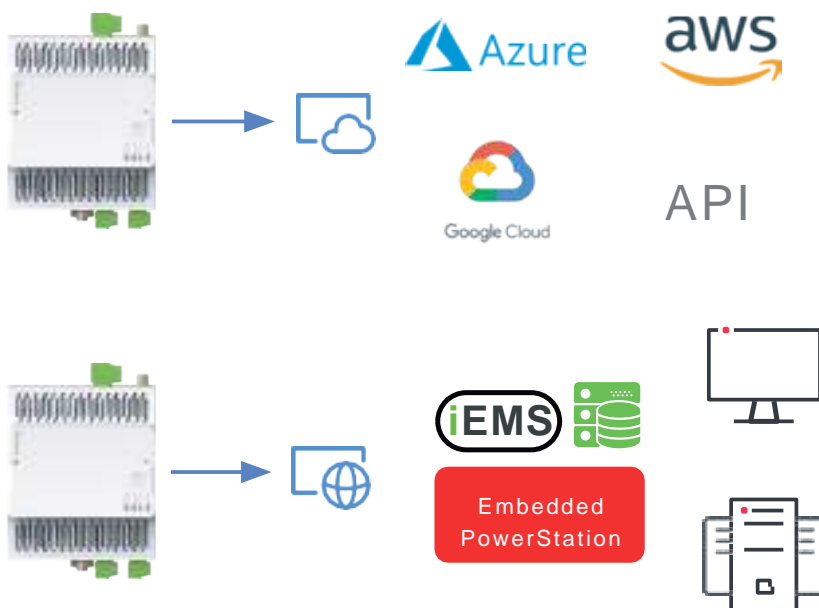 Azure
aws
Google Cloud
API
iEMS
Embedded
PowerStation